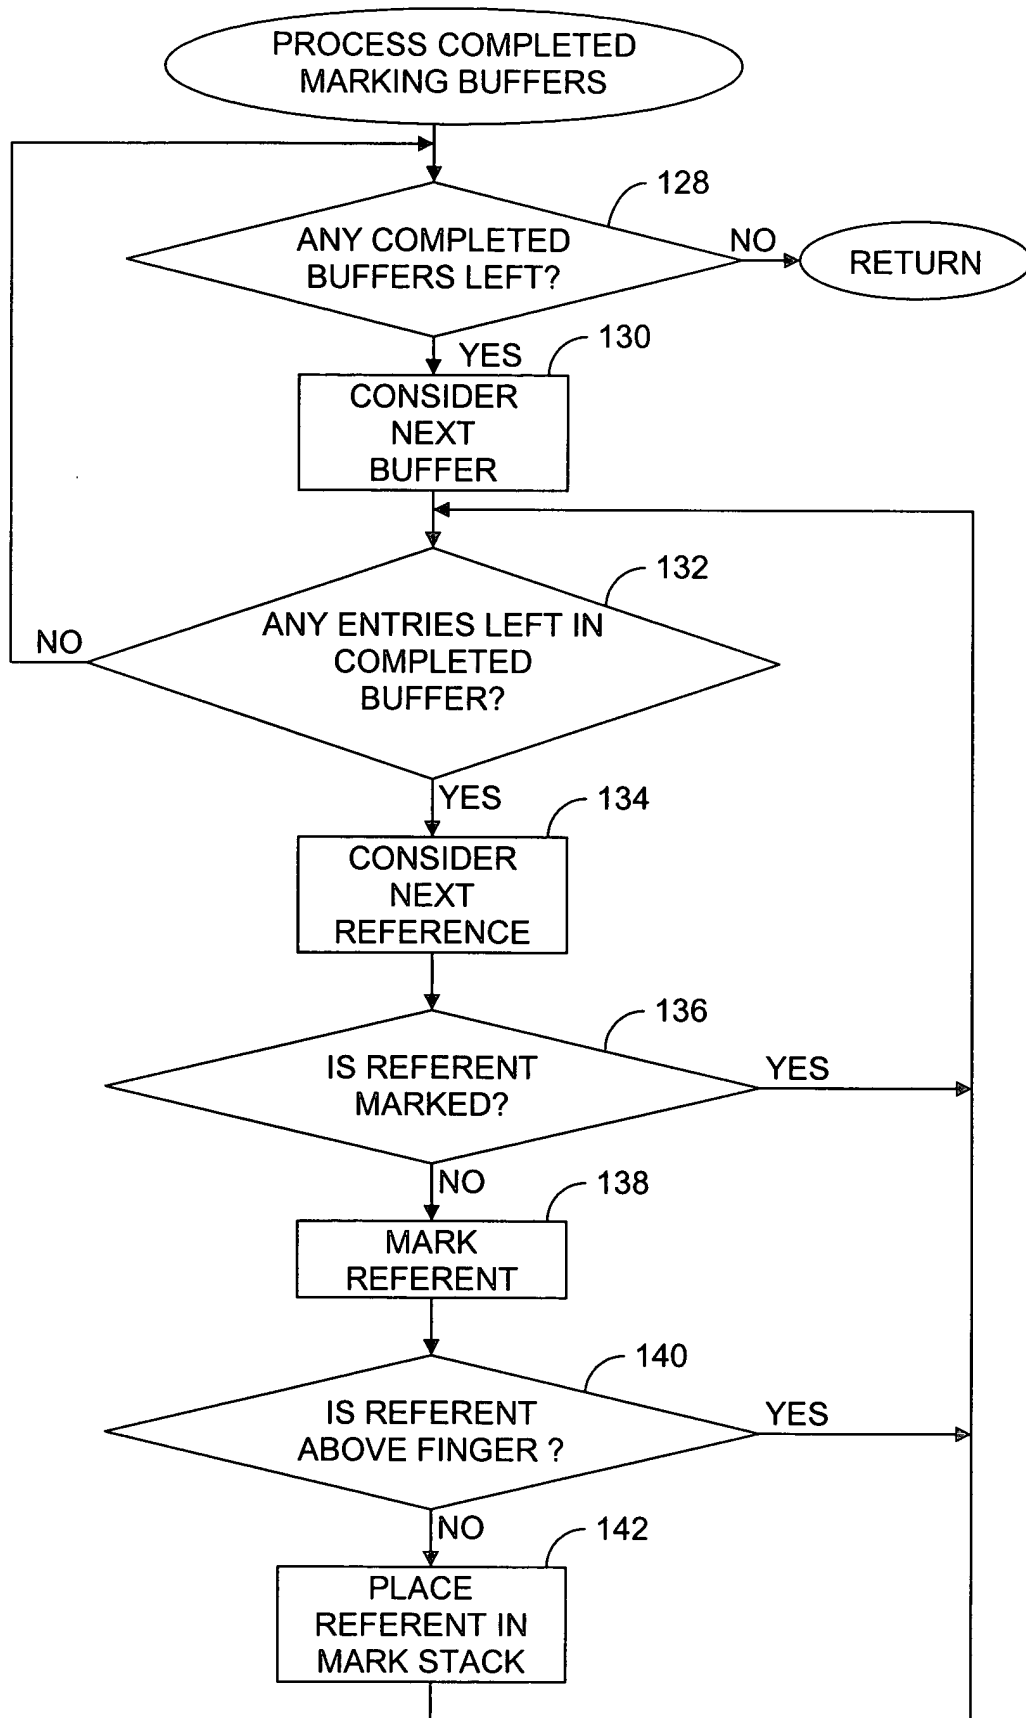 PROCESS COMPLETED
MARKING BUFFERS
128
ANY COMPLETED
BUFFERS LEFT?
NO
RETURN
YES
130
CONSIDER
NEXT
BUFFER
132
ANY ENTRIES LEFT IN
COMPLETED
BUFFER?
NO
YES
134
CONSIDER
NEXT
REFERENCE
136
IS REFERENT
MARKED?
YES
NO
138
MARK
REFERENT
140
IS REFERENT
ABOVE FINGER ?
YES
NO
142
PLACE
REFERENT IN
MARK STACK